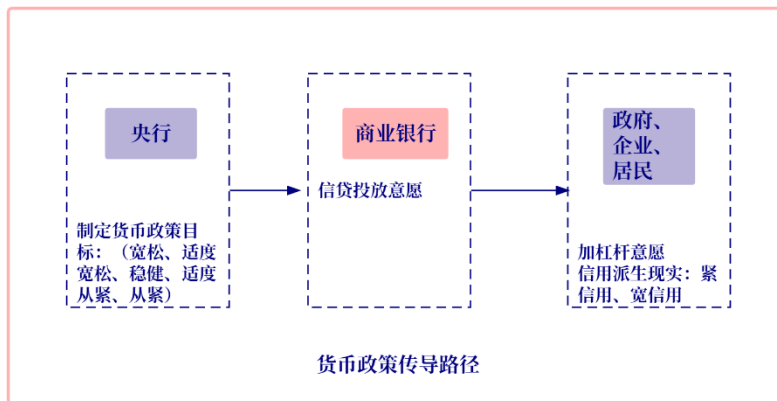 央行
制定货币政策目
标：（宽松、适度
宽松、稳健、适度
从紧、从紧）
商业银行
信贷投放意愿
政府、
企业、
居民
加杠杆意愿
信用派生现实：紧
信用、宽信用
货币政策传导路径